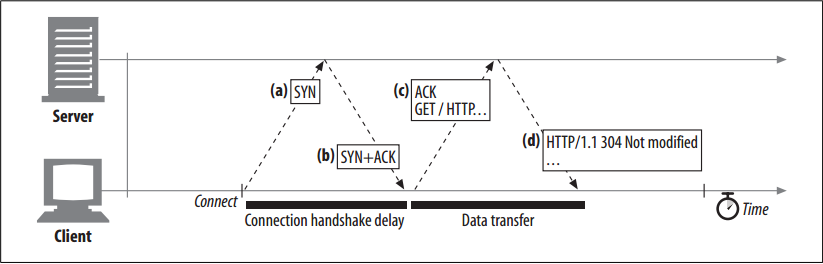 Server
(a) SYN
(b) SYN+ACK
(c) ACK
GET / HTTP...
(d) HTTP/1.1 304 Not modified
...
Client
Connect
Connection handshake delay
Data transfer
Time